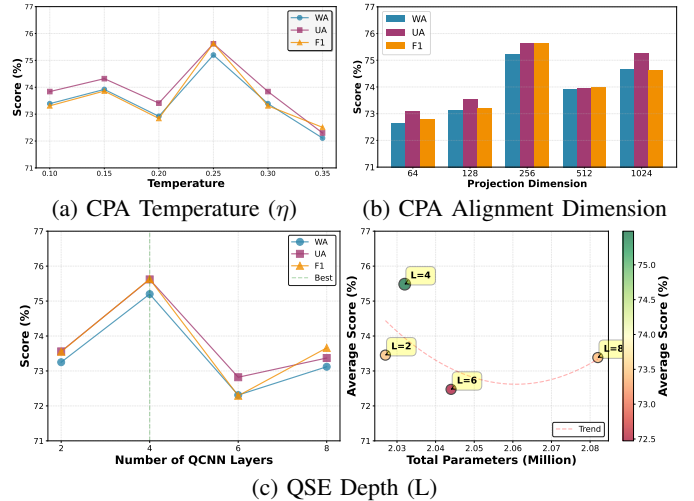 77
76
75
74
73
72
71
Score (%)
0.10 0.15 0.20 0.25 0.30 0.35
Temperature
WA
UA
F1
(a) CPA Temperature (η)
77
76
75
74
73
72
71
Score (%)
64 128 256 512 1024
Projection Dimension
WA
UA
F1
(b) CPA Alignment Dimension
77
76
75
74
73
72
71
Score (%)
2 4 6 8
Number of QCNN Layers
WA
UA
F1
Best
77
76
75
74
73
72
71
Average Score (%)
2.03 2.04 2.05 2.06 2.07 2.08
Total Parameters (Million)
L=4
L=2
L=6
L=8
Trend
75.0
74.5
74.0
73.5
73.0
72.5
Average Score (%)
(c) QSE Depth (L)